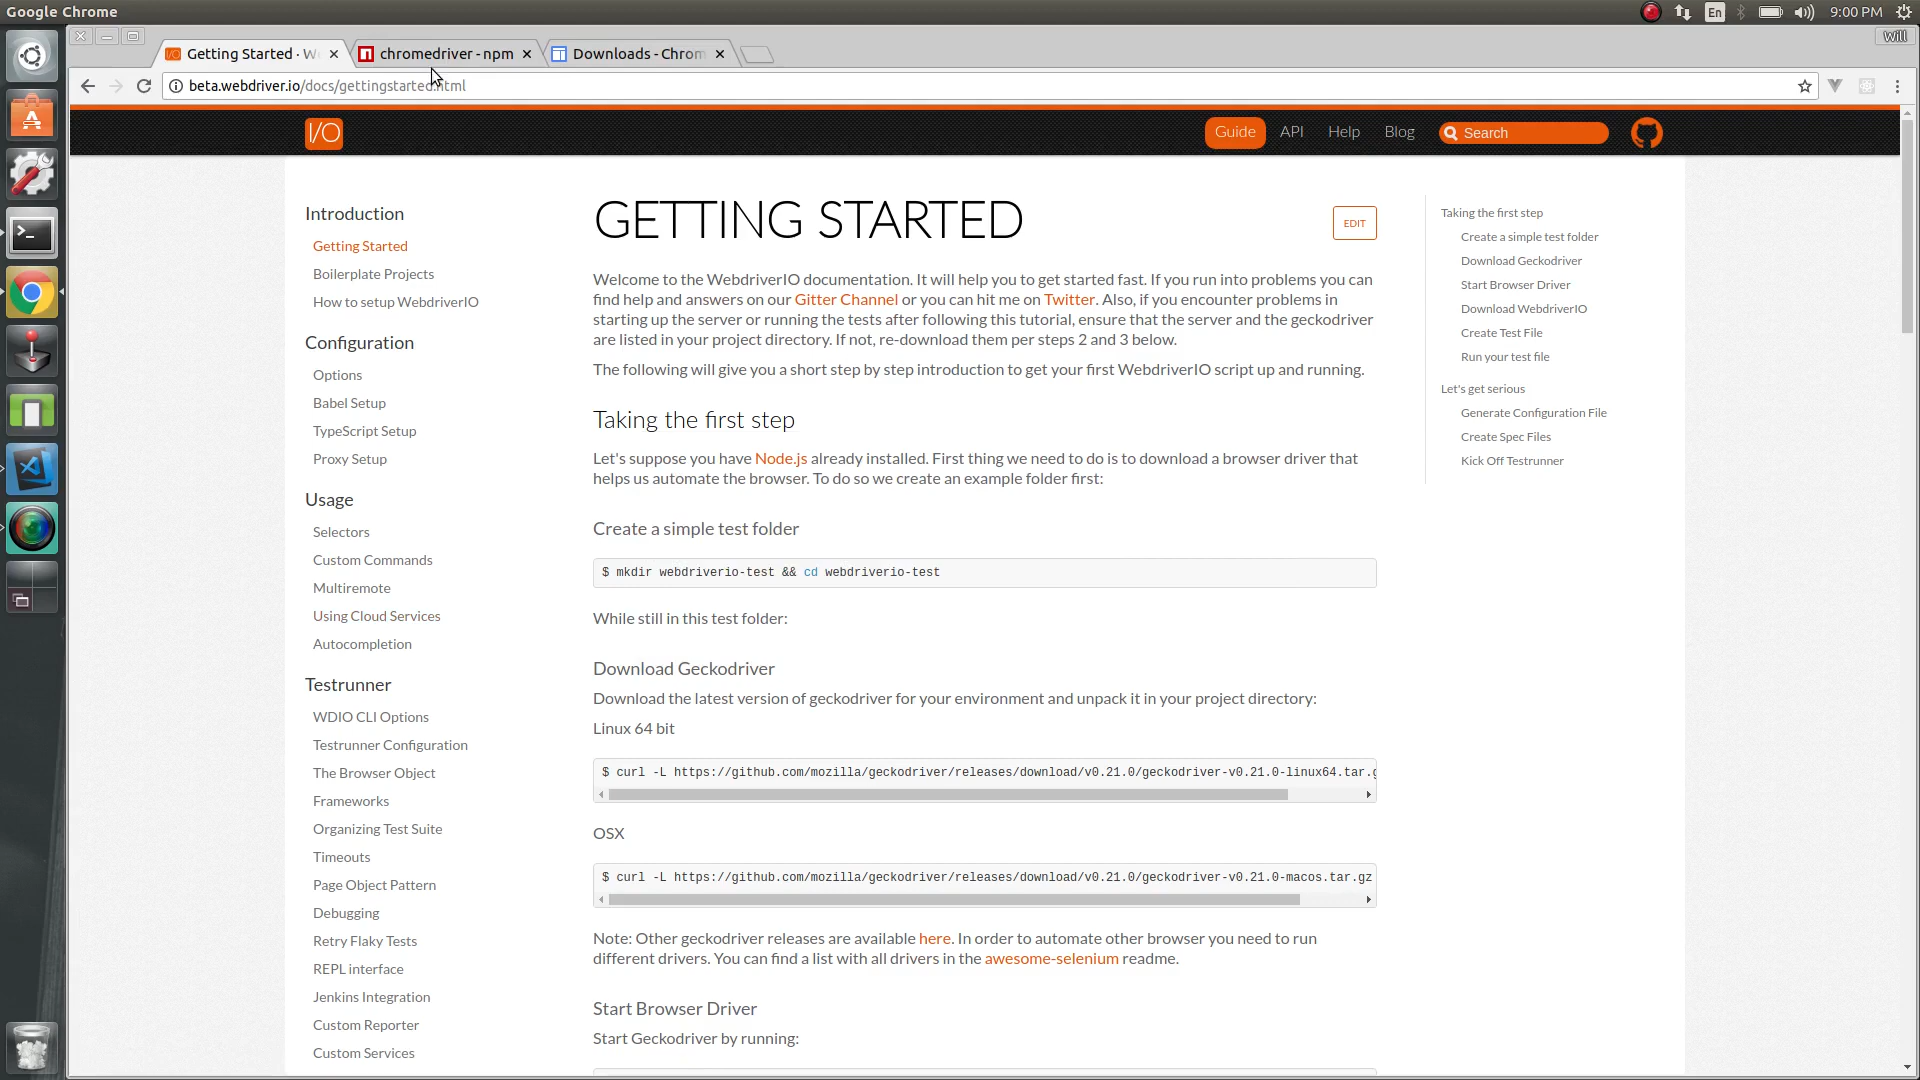 Google Chrome
En
9:00 PM
Will
Getting Started · W
chromedriver - npm
Downloads - Chrom
beta.webdriver.io/docs/gettingstarted.html
I/O
Guide
API
Help
Blog
Search
Introduction
Getting Started
Boilerplate Projects
How to setup WebdriverIO
Configuration
Options
Babel Setup
TypeScript Setup
Proxy Setup
Usage
Selectors
Custom Commands
Multiremote
Using Cloud Services
Autocompletion
Testrunner
WDIO CLI Options
Testrunner Configuration
The Browser Object
Frameworks
Organizing Test Suite
Timeouts
Page Object Pattern
Debugging
Retry Flaky Tests
REPL interface
Jenkins Integration
Custom Reporter
Custom Services
GETTING STARTED
EDIT
Welcome to the WebdriverIO documentation. It will help you to get started fast. If you run into problems you can
find help and answers on our Gitter Channel or you can hit me on Twitter. Also, if you encounter problems in
starting up the server or running the tests after following this tutorial, ensure that the server and the geckodriver
are listed in your project directory. If not, re-download them per steps 2 and 3 below.
The following will give you a short step by step introduction to get your first WebdriverIO script up and running.
Taking the first step
Let's suppose you have Node.js already installed. First thing we need to do is to download a browser driver that
helps us automate the browser. To do so we create an example folder first:
Create a simple test folder
$ mkdir webdriverio-test && cd webdriverio-test
While still in this test folder:
Download Geckodriver
Download the latest version of geckodriver for your environment and unpack it in your project directory:
Linux 64 bit
$ curl -L https://github.com/mozilla/geckodriver/releases/download/v0.21.0/geckodriver-v0.21.0-linux64.tar.g
OSX
$ curl -L https://github.com/mozilla/geckodriver/releases/download/v0.21.0/geckodriver-v0.21.0-macos.tar.gz
Note: Other geckodriver releases are available here. In order to automate other browser you need to run
different drivers. You can find a list with all drivers in the awesome-selenium readme.
Start Browser Driver
Start Geckodriver by running:
Taking the first step
Create a simple test folder
Download Geckodriver
Start Browser Driver
Download WebdriverIO
Create Test File
Run your test file
Let's get serious
Generate Configuration File
Create Spec Files
Kick Off Testrunner